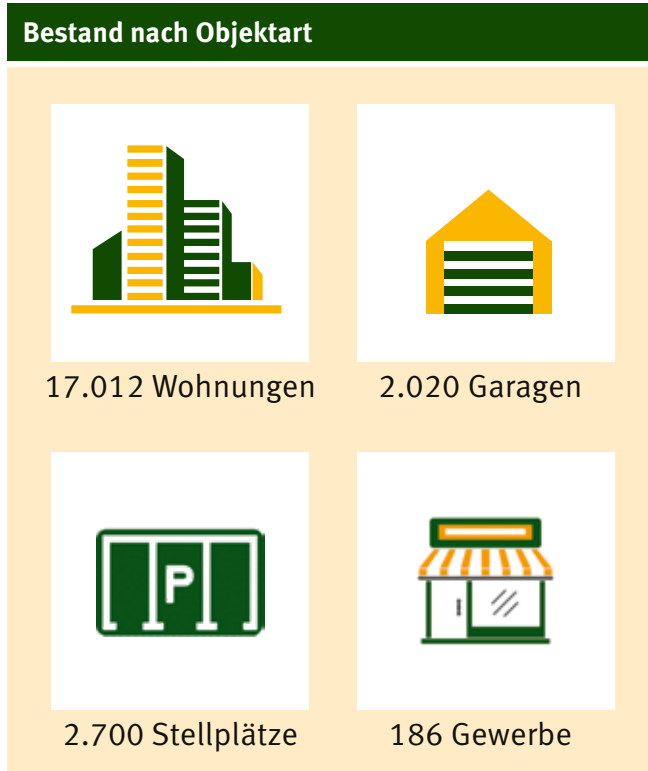 Bestand nach Objektart
17.012 Wohnungen
2.020 Garagen
P
2.700 Stellplätze
186 Gewerbe